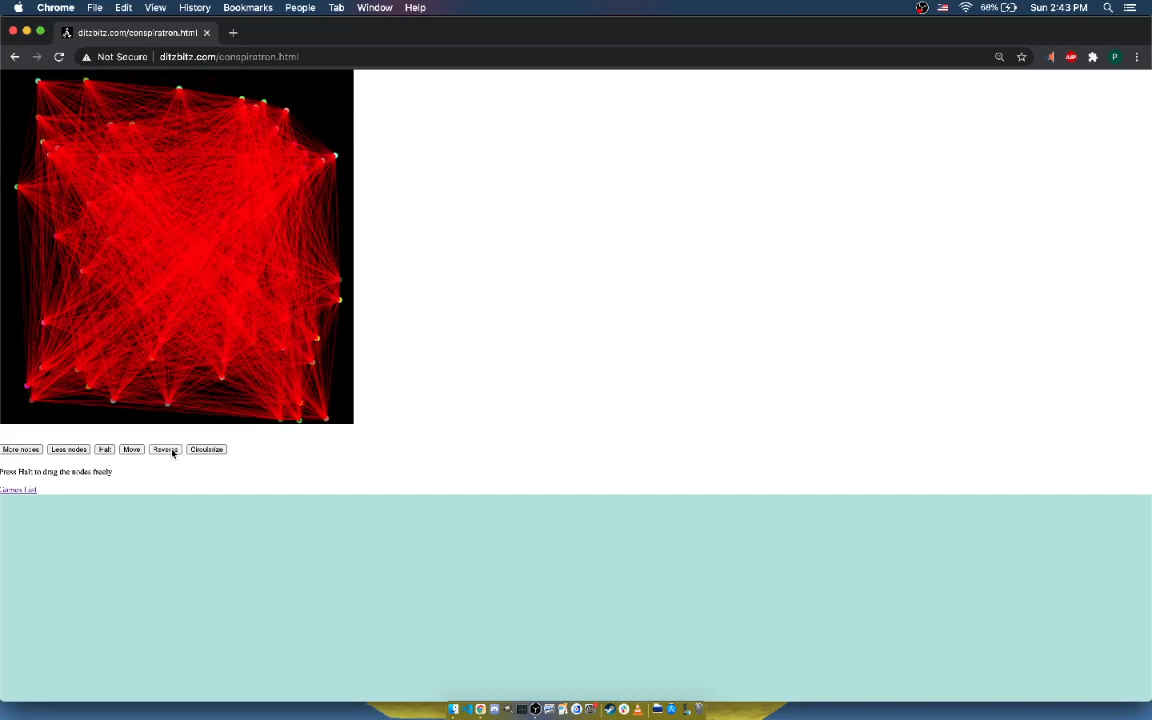 Chrome File Edit View History Bookmarks People Tab Window Help 68% Sun 2:43 PM
ditzbitz.com/conspiratron.html
Not Secure ditzbitz.com/conspiratron.html
P
More nodes Less nodes Halt Move Reverse Circularize
Press Halt to drag the nodes freely
Games List